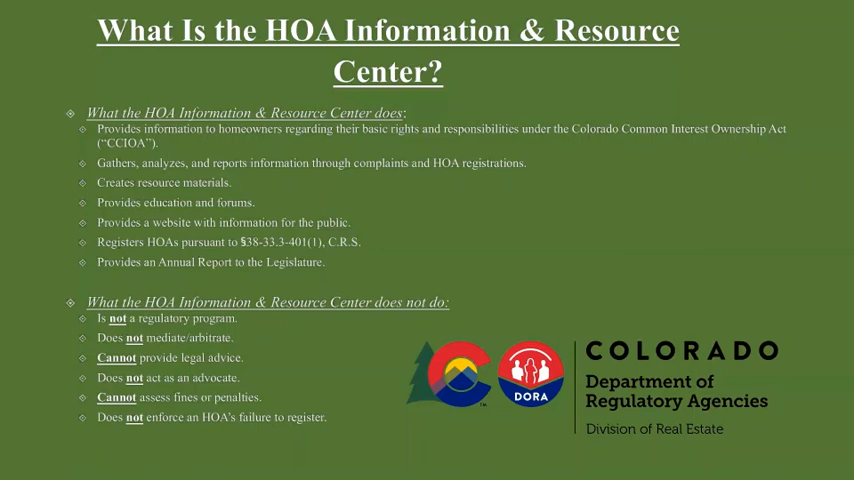 What Is the HOA Information & Resource
Center?
What the HOA Information & Resource Center does:
Provides information to homeowners regarding their basic rights and responsibilities under the Colorado Common Interest Ownership Act
("CCIOA").
Gathers, analyzes, and reports information through complaints and HOA registrations.
Creates resource materials.
Provides education and forums.
Provides a website with information for the public.
Registers HOAs pursuant to §38-33.3-401(1), C.R.S.
Provides an Annual Report to the Legislature.
What the HOA Information & Resource Center does not do:
Is not a regulatory program.
Does not mediate/arbitrate.
Cannot provide legal advice.
Does not act as an advocate.
Cannot assess fines or penalties.
Does not enforce an HOA's failure to register.
TM
DORA
COLORADO
Department of
Regulatory Agencies
Division of Real Estate